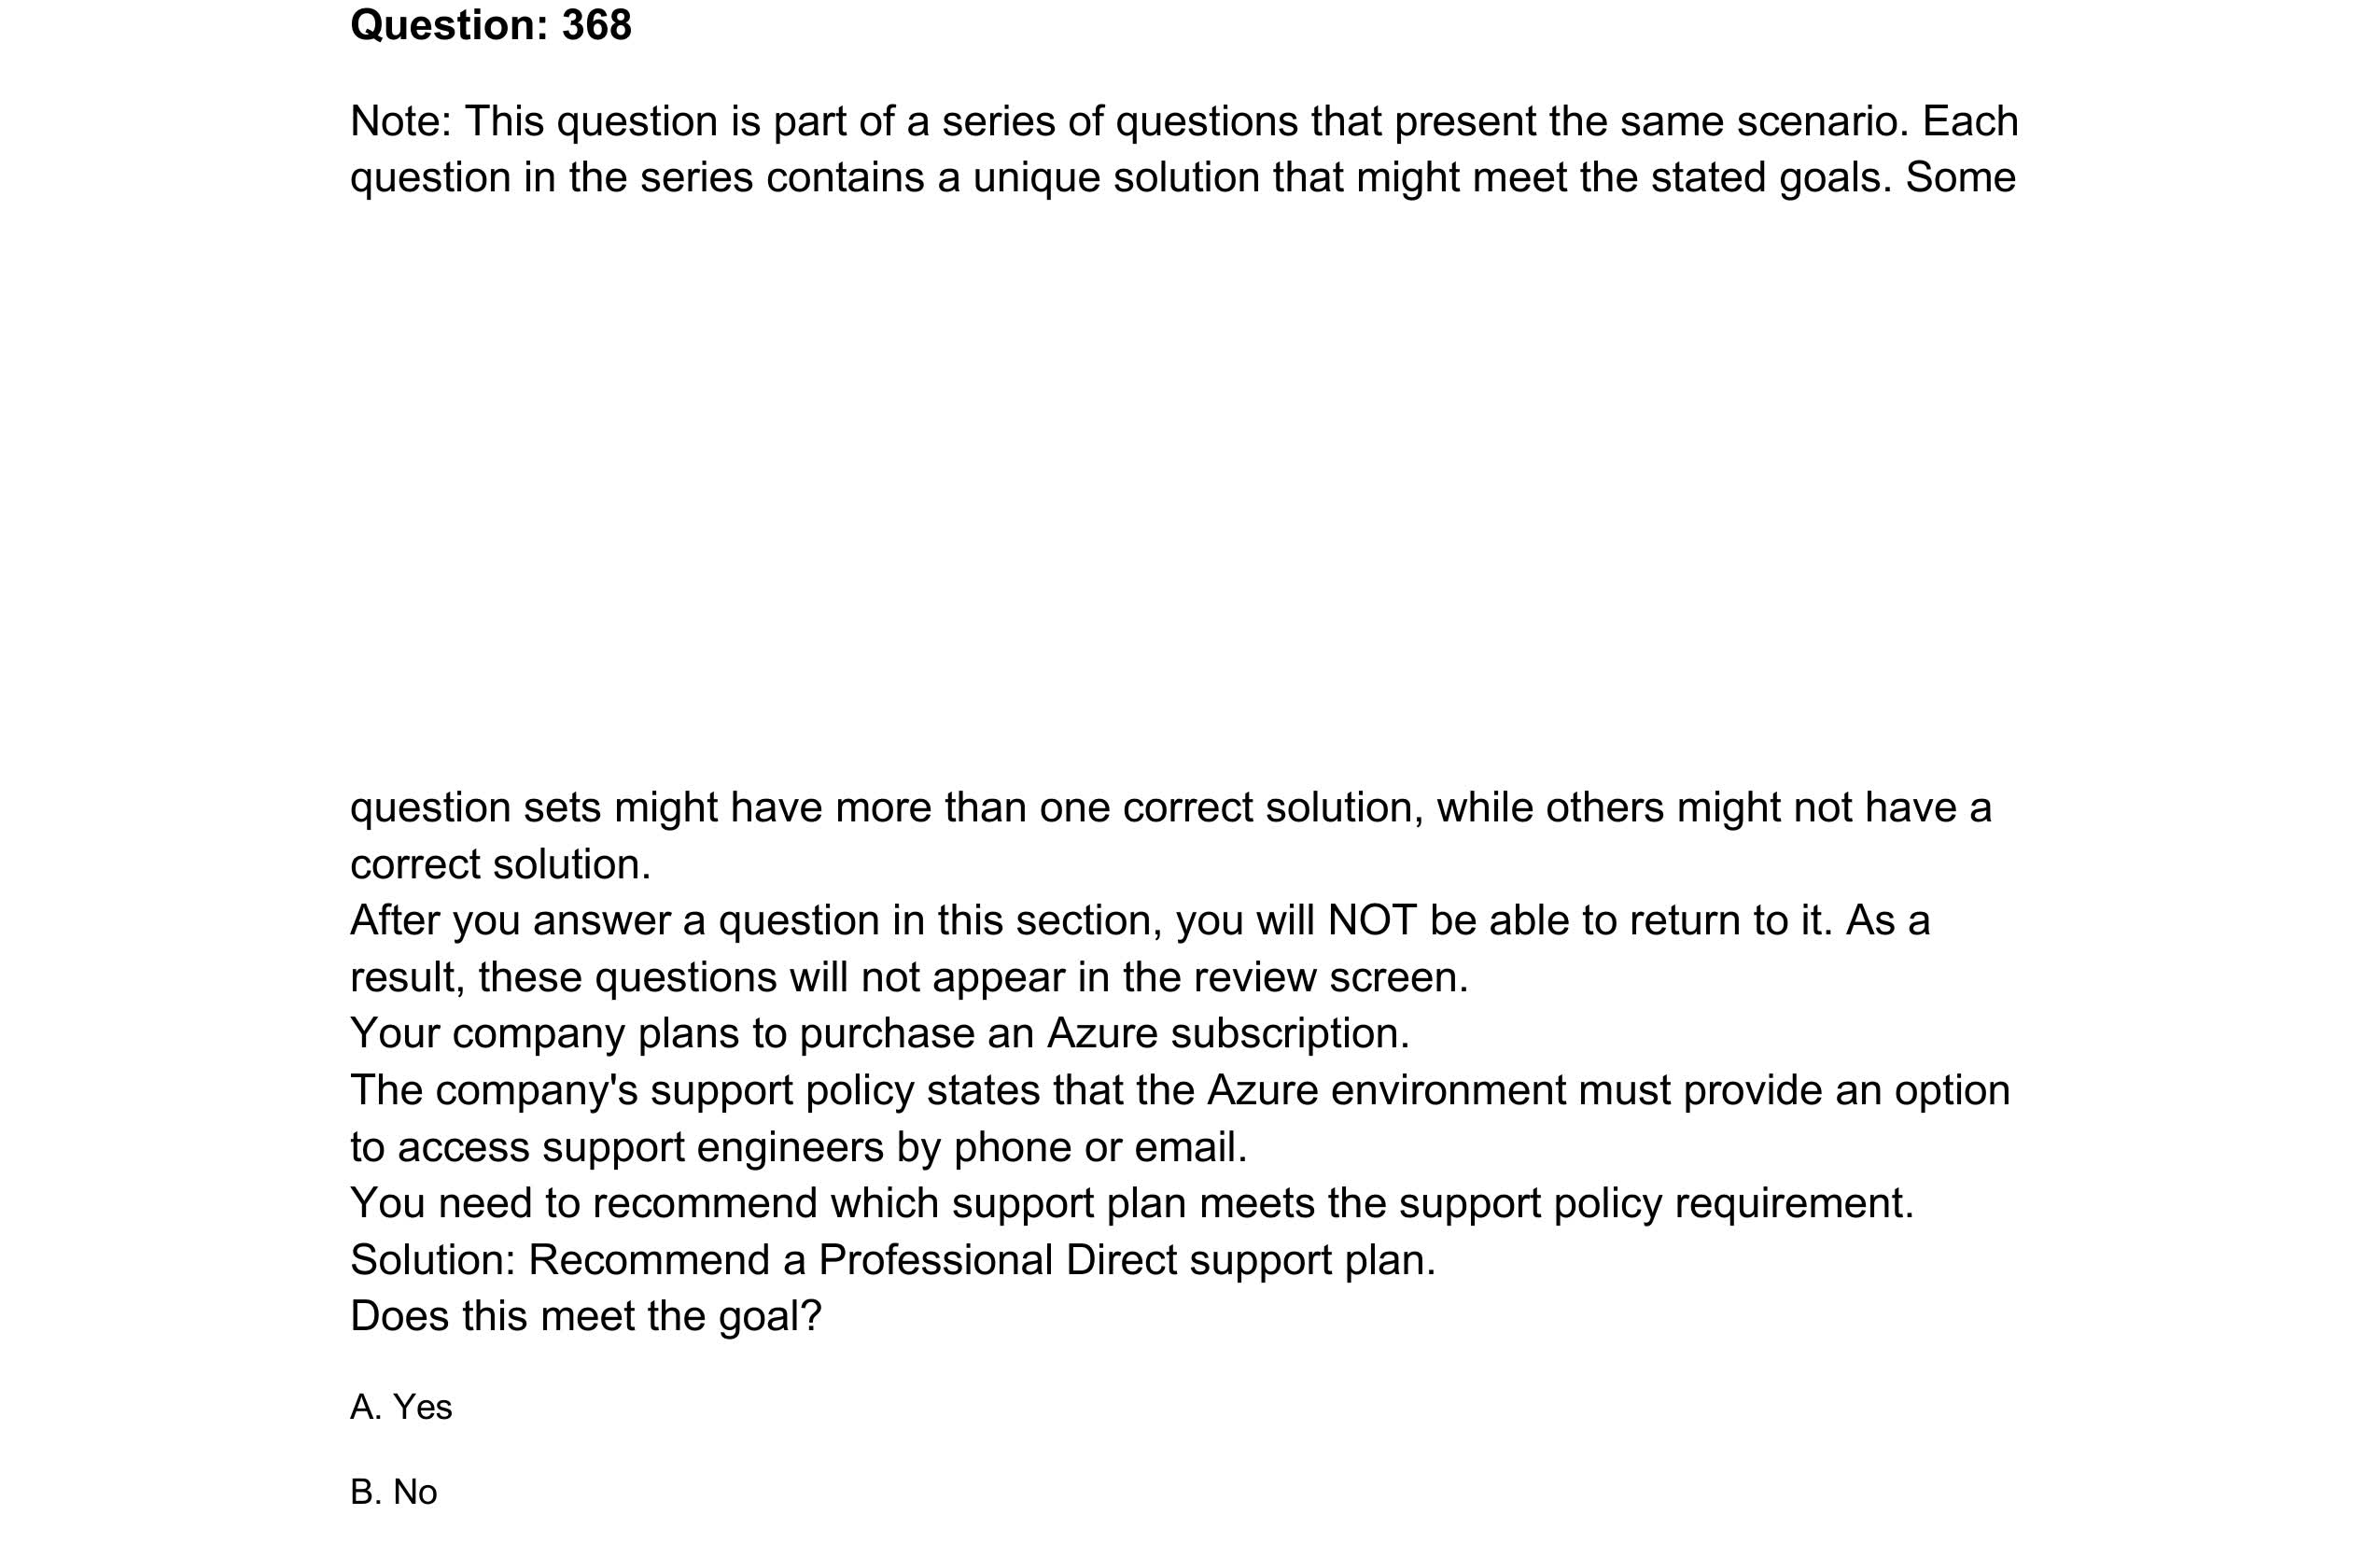 Question: 368
Note: This question is part of a series of questions that present the same scenario. Each
question in the series contains a unique solution that might meet the stated goals. Some
question sets might have more than one correct solution, while others might not have a
correct solution.
After you answer a question in this section, you will NOT be able to return to it. As a
result, these questions will not appear in the review screen.
Your company plans to purchase an Azure subscription.
The company's support policy states that the Azure environment must provide an option
to access support engineers by phone or email.
You need to recommend which support plan meets the support policy requirement.
Solution: Recommend a Professional Direct support plan.
Does this meet the goal?
A. Yes
B. No